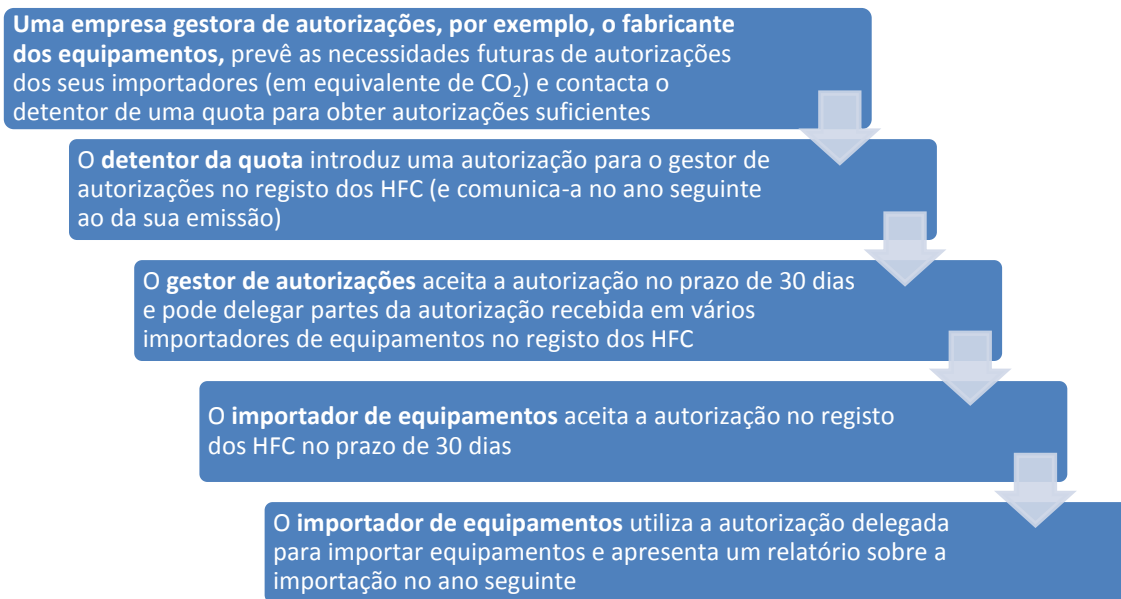 Uma empresa gestora de autorizações, por exemplo, o fabricante
dos equipamentos, prevê as necessidades futuras de autorizações
dos seus importadores (em equivalente de CO₂) e contacta o
detentor de uma quota para obter autorizações suficientes
O detentor da quota introduz uma autorização para o gestor de
autorizações no registo dos HFC (e comunica-a no ano seguinte
ao da sua emissão)
O gestor de autorizações aceita a autorização no prazo de 30 dias
e pode delegar partes da autorização recebida em vários
importadores de equipamentos no registo dos HFC
O importador de equipamentos aceita a autorização no registo
dos HFC no prazo de 30 dias
O importador de equipamentos utiliza a autorização delegada
para importar equipamentos e apresenta um relatório sobre a
importação no ano seguinte